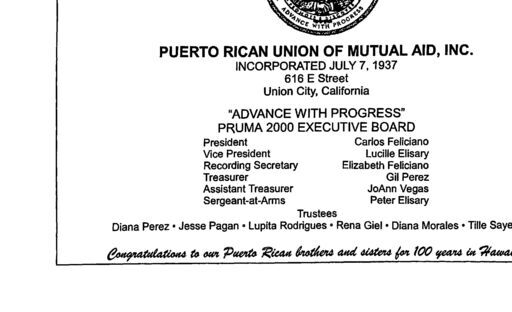 ADVANCE WITH PROGRESS
PUERTO RICAN UNION OF MUTUAL AID, INC.
INCORPORATED JULY 7, 1937
616 E Street
Union City, California
"ADVANCE WITH PROGRESS"
PRUMA 2000 EXECUTIVE BOARD
President Carlos Feliciano
Vice President Lucille Elisary
Recording Secretary Elizabeth Feliciano
Treasurer Gil Perez
Assistant Treasurer JoAnn Vegas
Sergeant-at-Arms Peter Elisary
Trustees
Diana Perez • Jesse Pagan • Lupita Rodrigues • Rena Giel • Diana Morales • Tille Saye
Congratulations to our Puerto Rican brothers and sisters for 100 years in Hawa